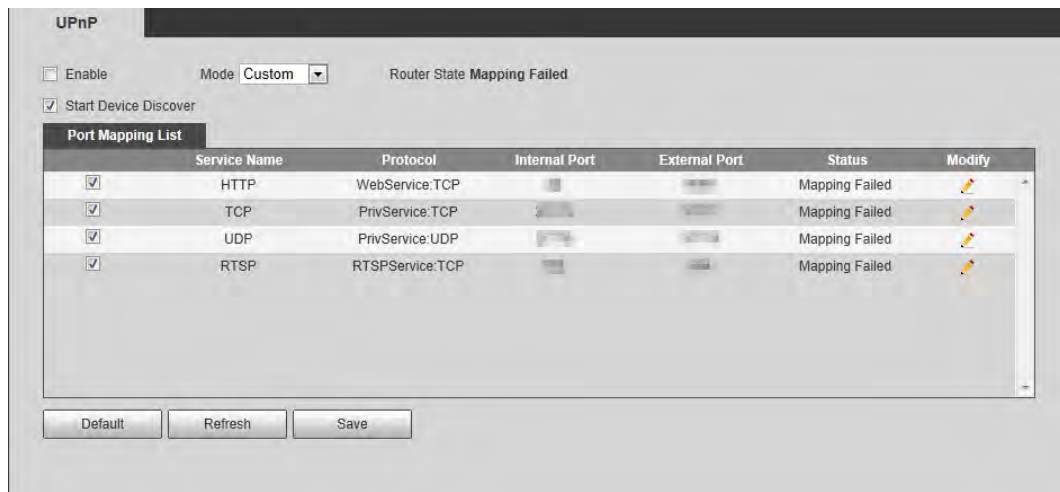 UPnP
Enable Mode Custom Router State Mapping Failed
Start Device Discover
Port Mapping List
Service Name Protocol Internal Port External Port Status Modify
HTTP WebService:TCP Mapping Failed
TCP PrivService:TCP Mapping Failed
UDP PrivService:UDP Mapping Failed
RTSP RTSPService:TCP Mapping Failed
Default Refresh Save